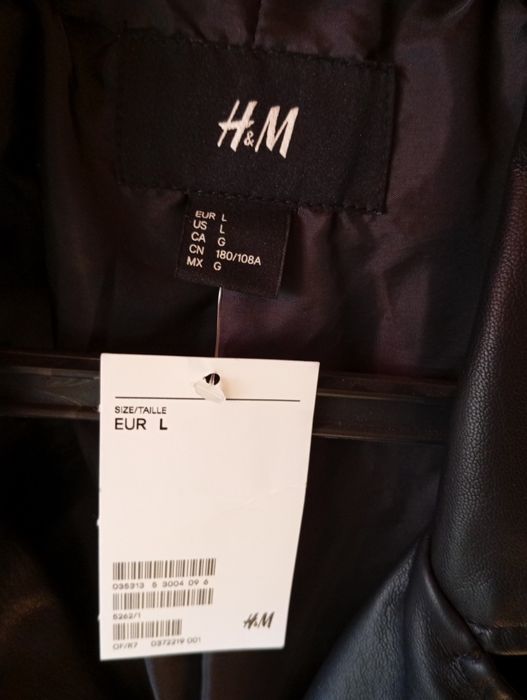 H&M
EUR L
US L
CA G
CN 180/108A
MX G
SIZE/TAILLE
EUR L
035313 5 3004 09 6
5262/1
OF/R7 0372219 001
H&M